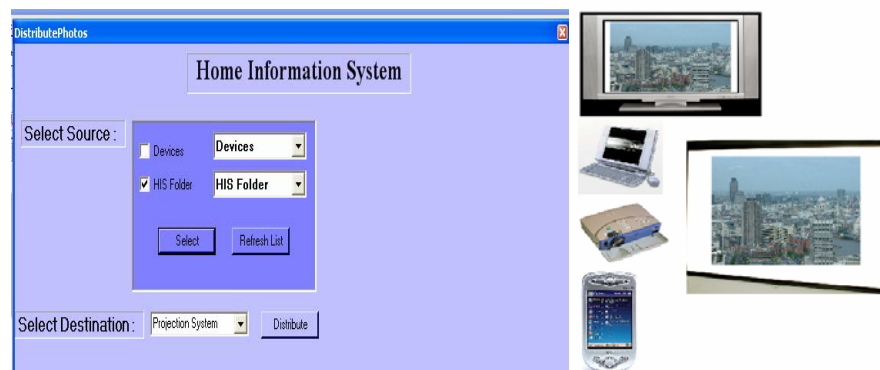 DistributePhotos
Home Information System
Select Source :
Devices Devices
HIS Folder HIS Folder
Select Refresh List
Select Destination : Projection System Distribute